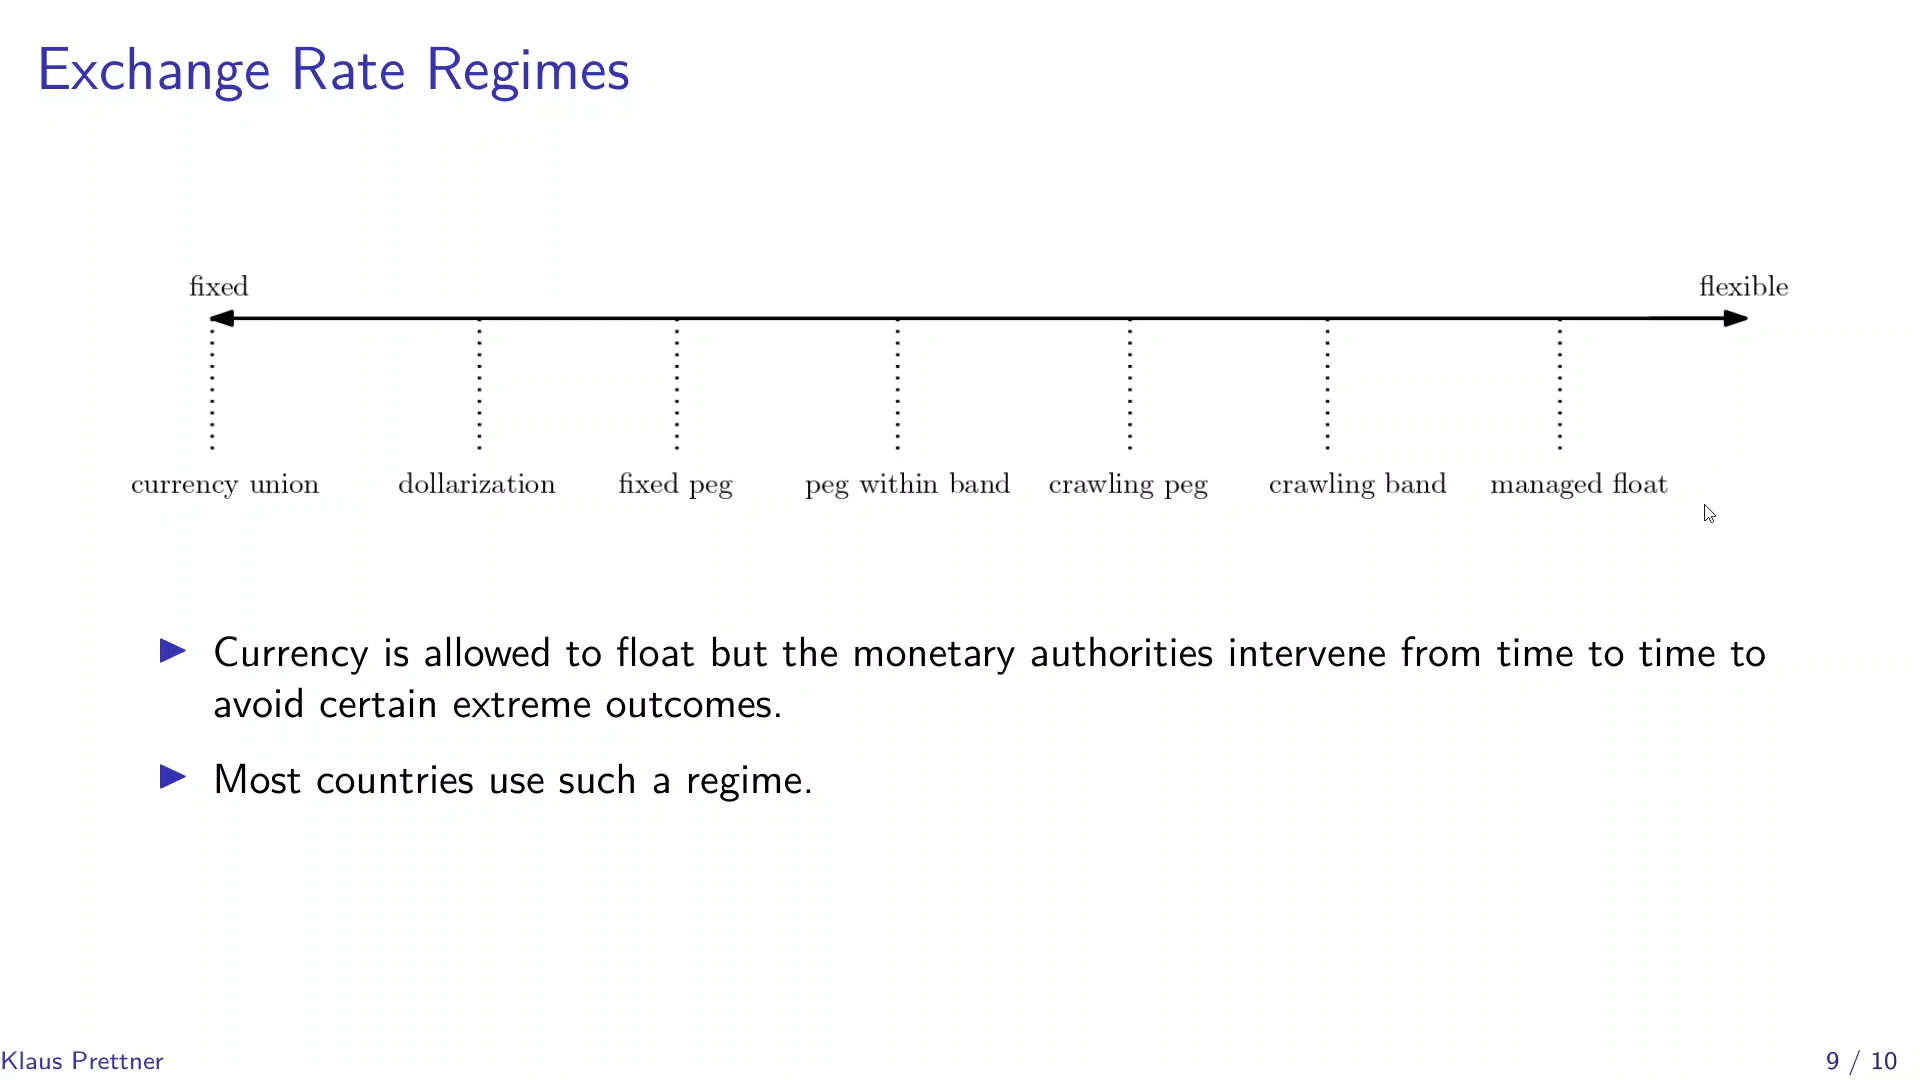 Exchange Rate Regimes
fixed flexible
currency union dollarization fixed peg peg within band crawling peg crawling band managed float
Currency is allowed to float but the monetary authorities intervene from time to time to
avoid certain extreme outcomes.
Most countries use such a regime.
Klaus Prettner 9 / 10